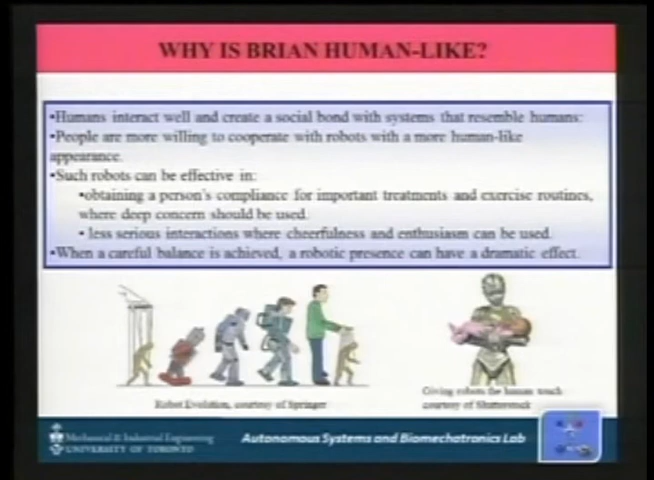 WHY IS BRIAN HUMAN-LIKE?
•Humans interact well and create a social bond with systems that resemble humans:
•People are more willing to cooperate with robots with a more human-like
appearance.
•Such robots can be effective in:
•obtaining a person's compliance for important treatments and exercise routines,
where deep concern should be used.
• less serious interactions where cheerfulness and enthusiasm can be used.
•When a careful balance is achieved, a robotic presence can have a dramatic effect.
Robot Evolution, courtesy of Springer
Giving robots the human touch
courtesy of Shutterstock
Mechanical & Industrial Engineering
UNIVERSITY OF TORONTO
Autonomous Systems and Biomechatronics Lab